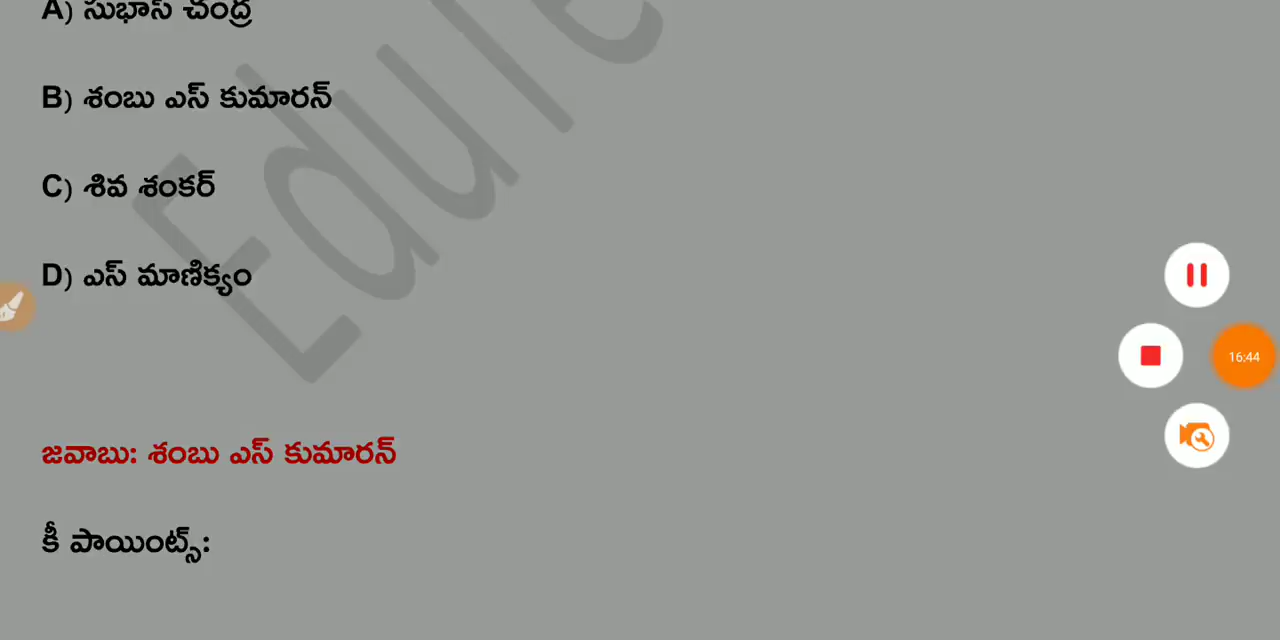 A) సుభాస్ చంద్ర
B) శంబు ఎస్ కుమారన్
C) శివ శంకర్
D) ఎస్ మాణిక్యం
16:44
జవాబు: శంబు ఎస్ కుమారన్
కీ పాయింట్స్: